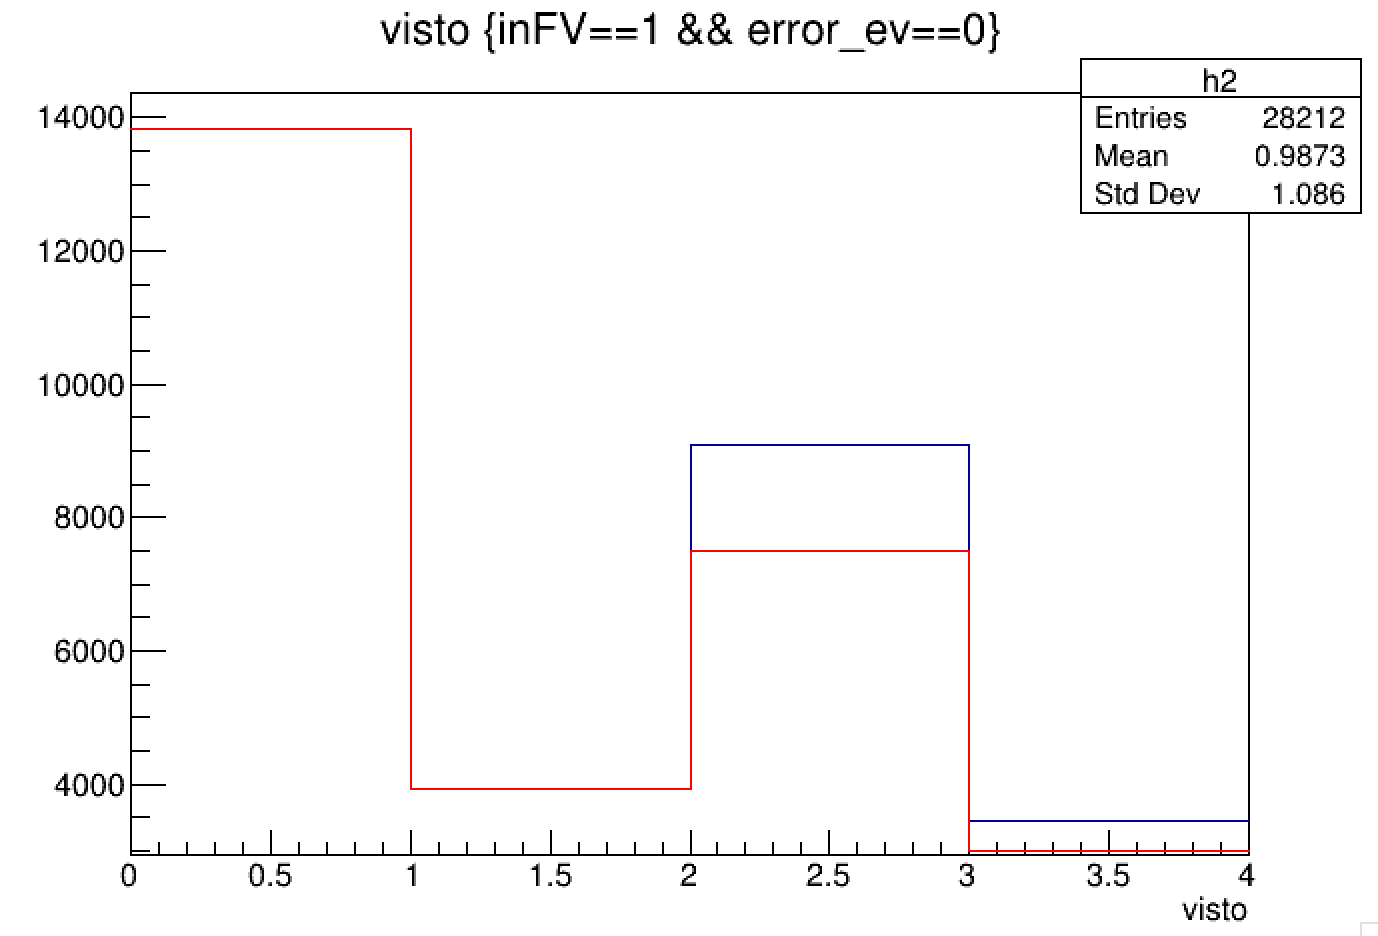 visto {inFV==1 && error_ev==0}
h2
Entries 28212
Mean 0.9873
Std Dev 1.086
14000
12000
10000
8000
6000
4000
0 0.5 1 1.5 2 2.5 3 3.5 4
visto